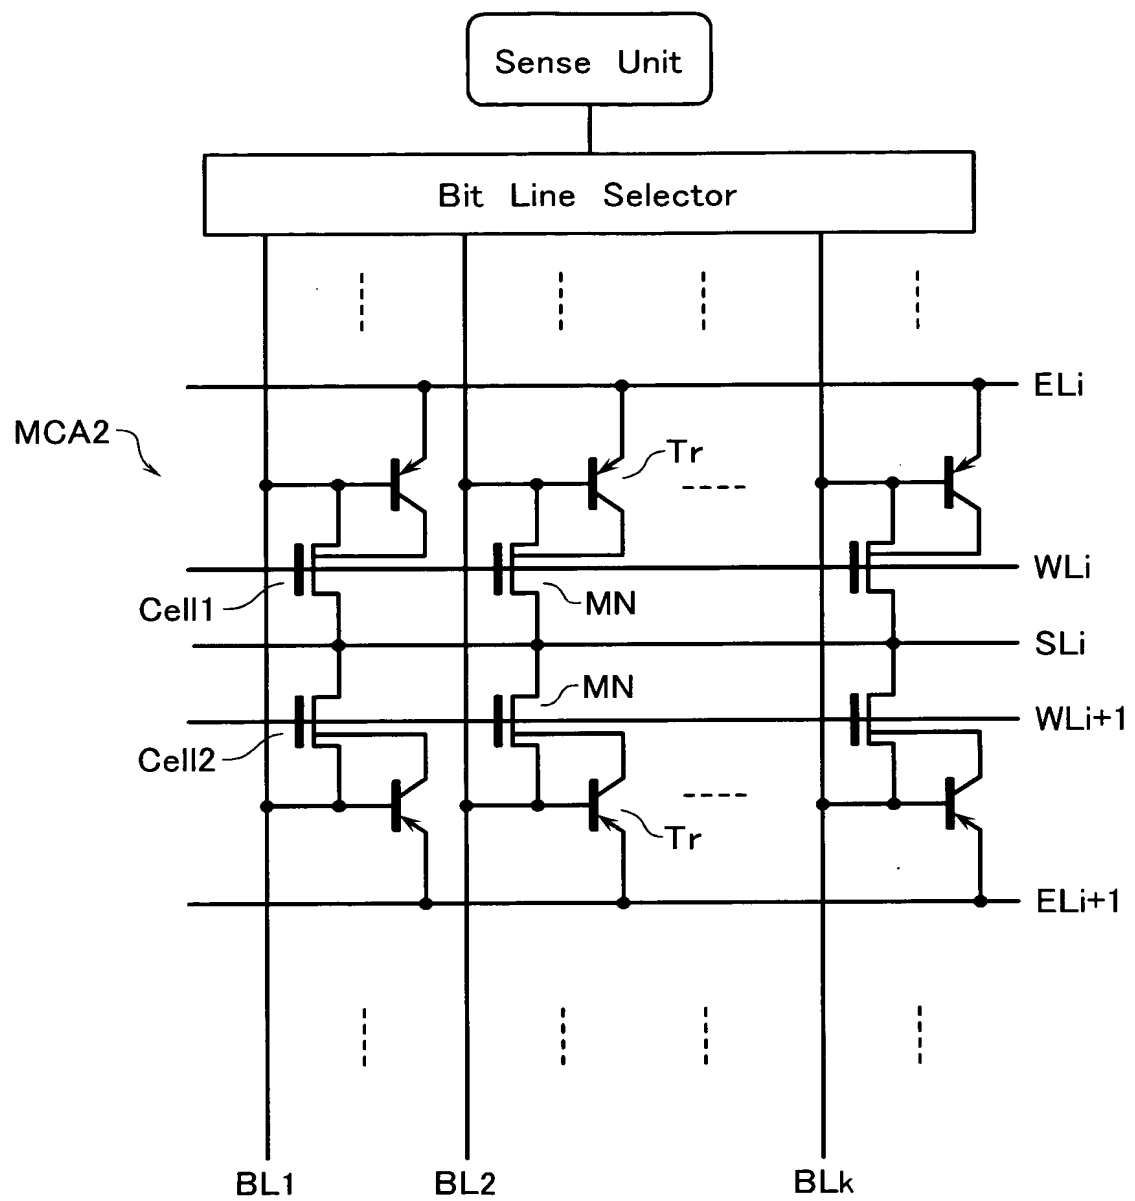 Sense Unit
Bit Line Selector
ELi
MCA2
Tr
WLi
Cell1
MN
SLi
MN
WLi+1
Cell2
Tr
ELi+1
BL1
BL2
BLk